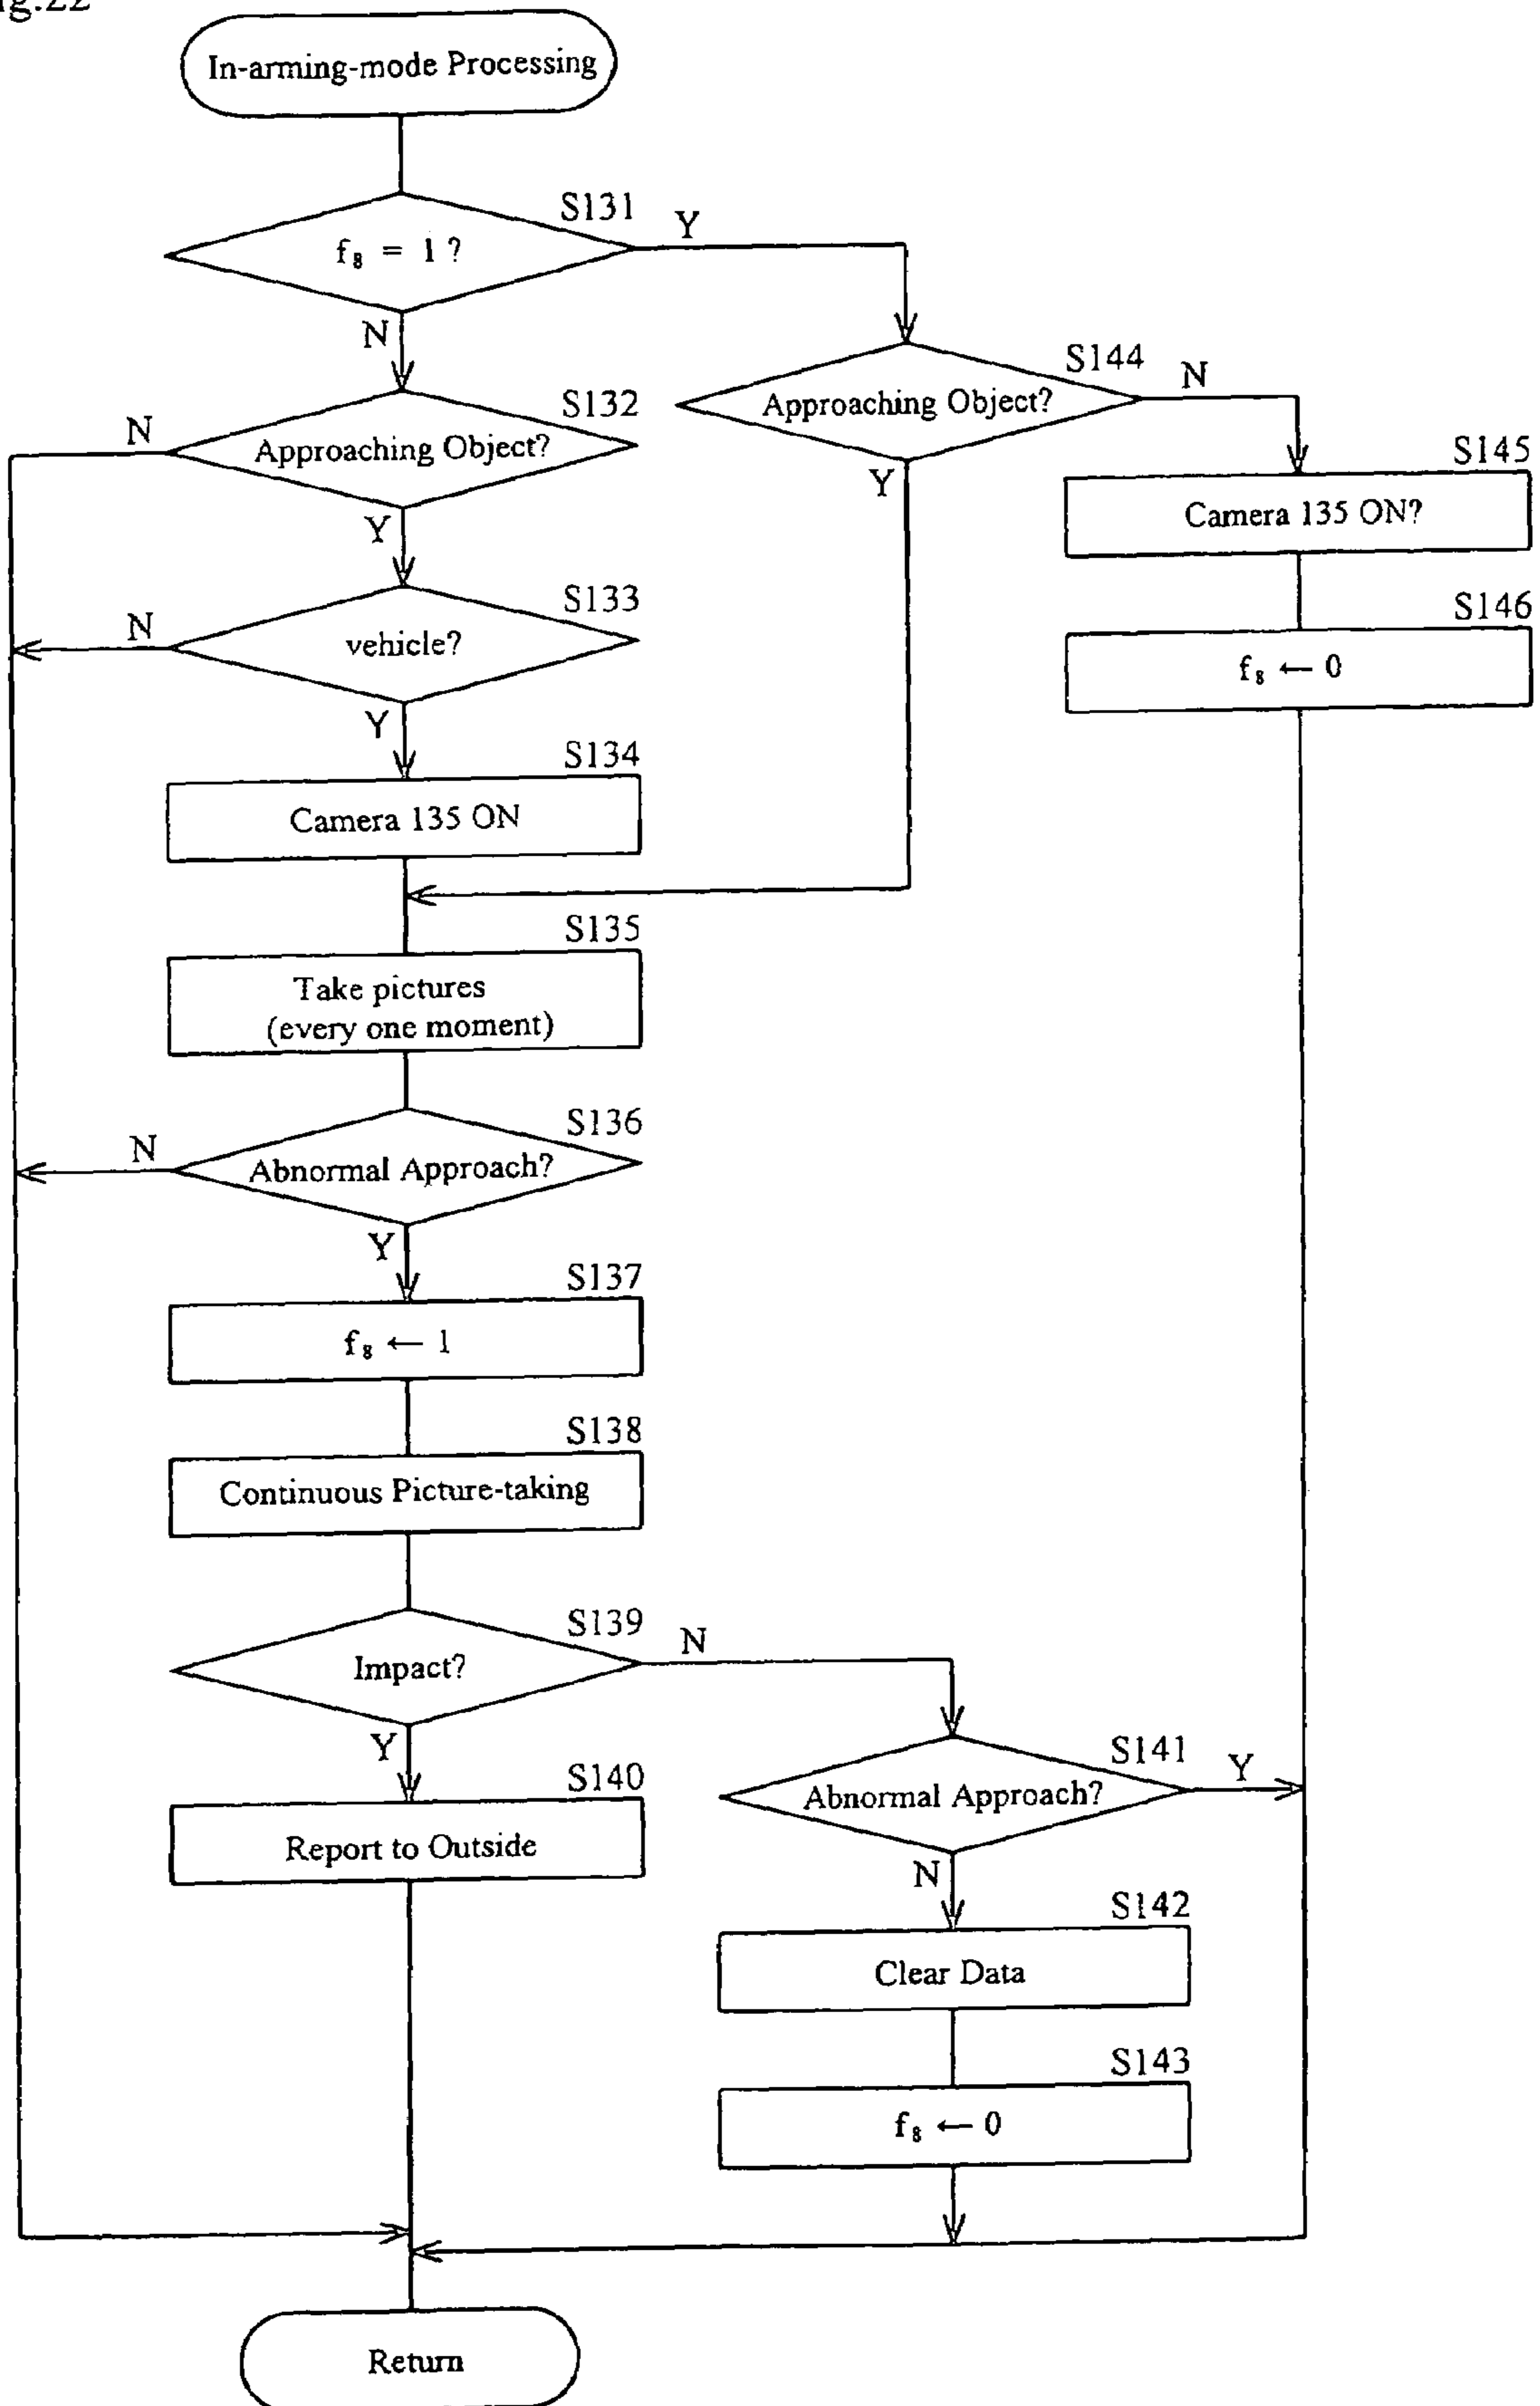 ig.22
In-arming-mode Processing
S131
f₈ = 1 ?
Y
N
S132
Approaching Object?
N
Y
S144
Approaching Object?
N
Y
S145
Camera 135 ON?
S146
f₈ ← 0
S133
vehicle?
N
Y
S134
Camera 135 ON
S135
Take pictures
(every one moment)
S136
Abnormal Approach?
N
Y
S137
f₈ ← 1
S138
Continuous Picture-taking
S139
Impact?
N
Y
S140
Report to Outside
S141
Abnormal Approach?
Y
N
S142
Clear Data
S143
f₈ ← 0
Return